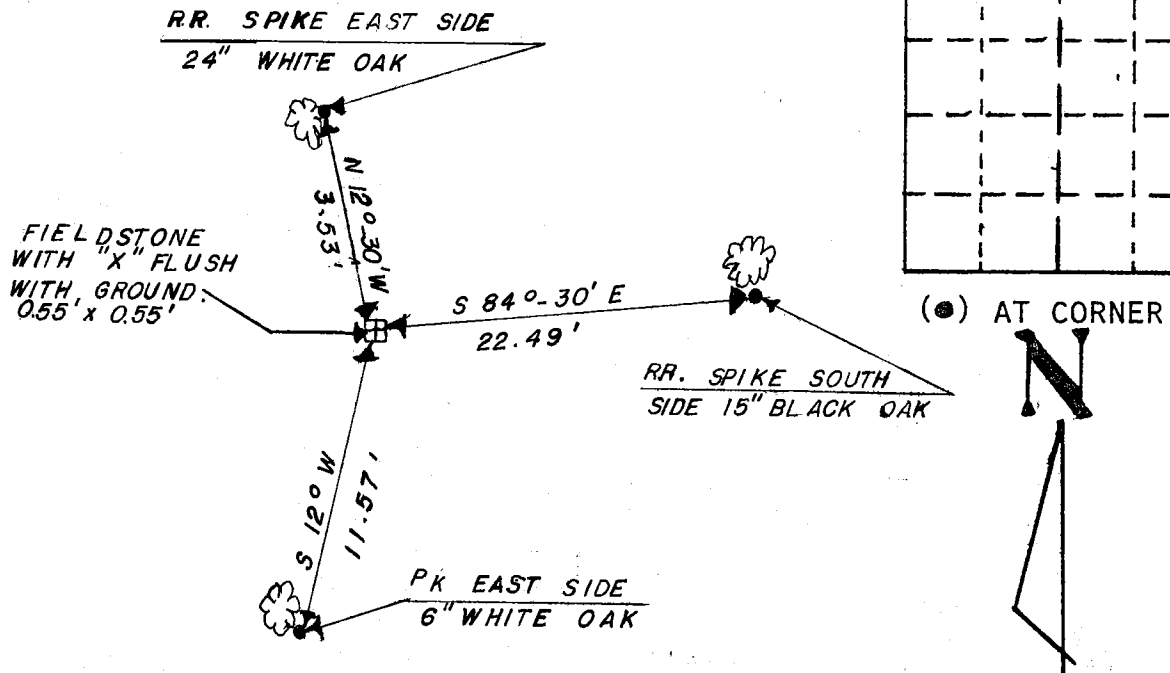 RR. SPIKE EAST SIDE
24" WHITE OAK
N 12°-30' W
3.53'
FIELDSTONE
WITH "X" FLUSH
WITH, GROUND.
0.55' x 0.55'
S 84°-30' E
22.49'
(●) AT CORNER
N
RR. SPIKE SOUTH
SIDE 15" BLACK OAK
S 12° W
11.57'
PK EAST SIDE
6" WHITE OAK